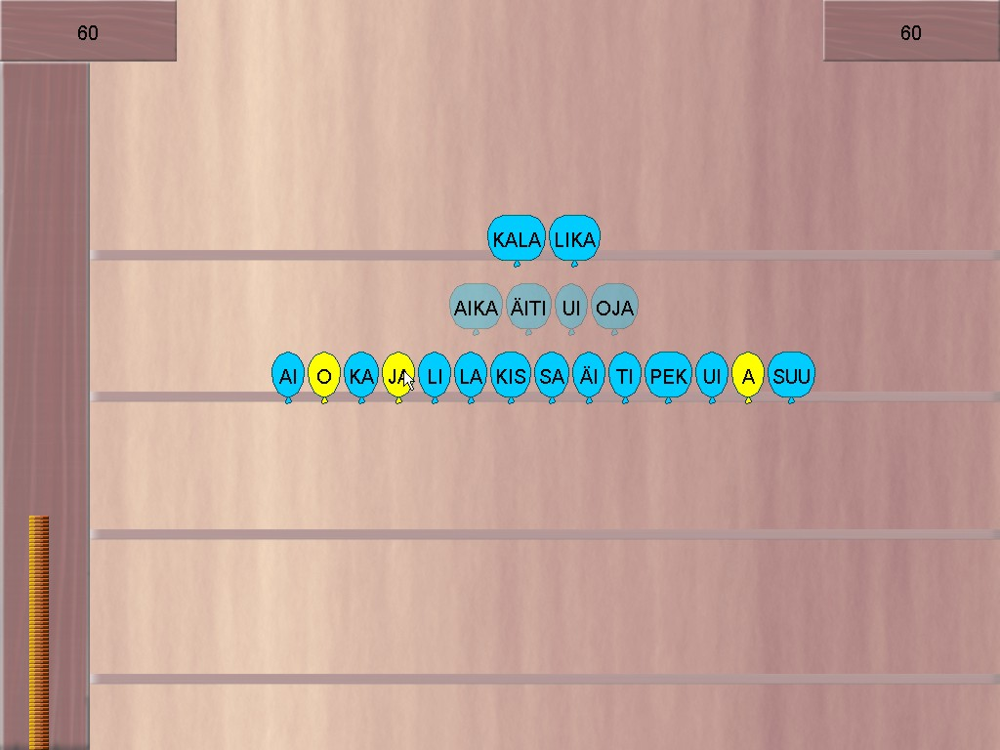 60 60
KALA LIKA
AIKA ÄITI UI OJA
AI O KA JA LI LA KIS SA ÄI TI PEK UI A SUU